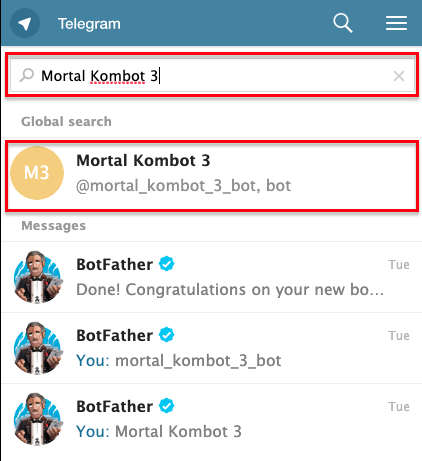 Telegram
Mortal Kombot 3
Global search
M3
Mortal Kombot 3
@mortal_kombot_3_bot, bot
Messages
BotFather
Tue
Done! Congratulations on your new bo…
BotFather
Tue
You: mortal_kombot_3_bot
BotFather
Tue
You: Mortal Kombot 3